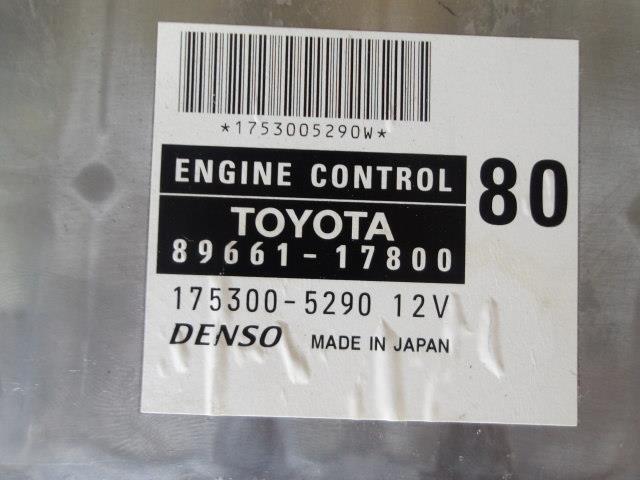 *1753005290W*
ENGINE CONTROL 80
TOYOTA
89661-17800
175300-5290 12V
DENSO MADE IN JAPAN